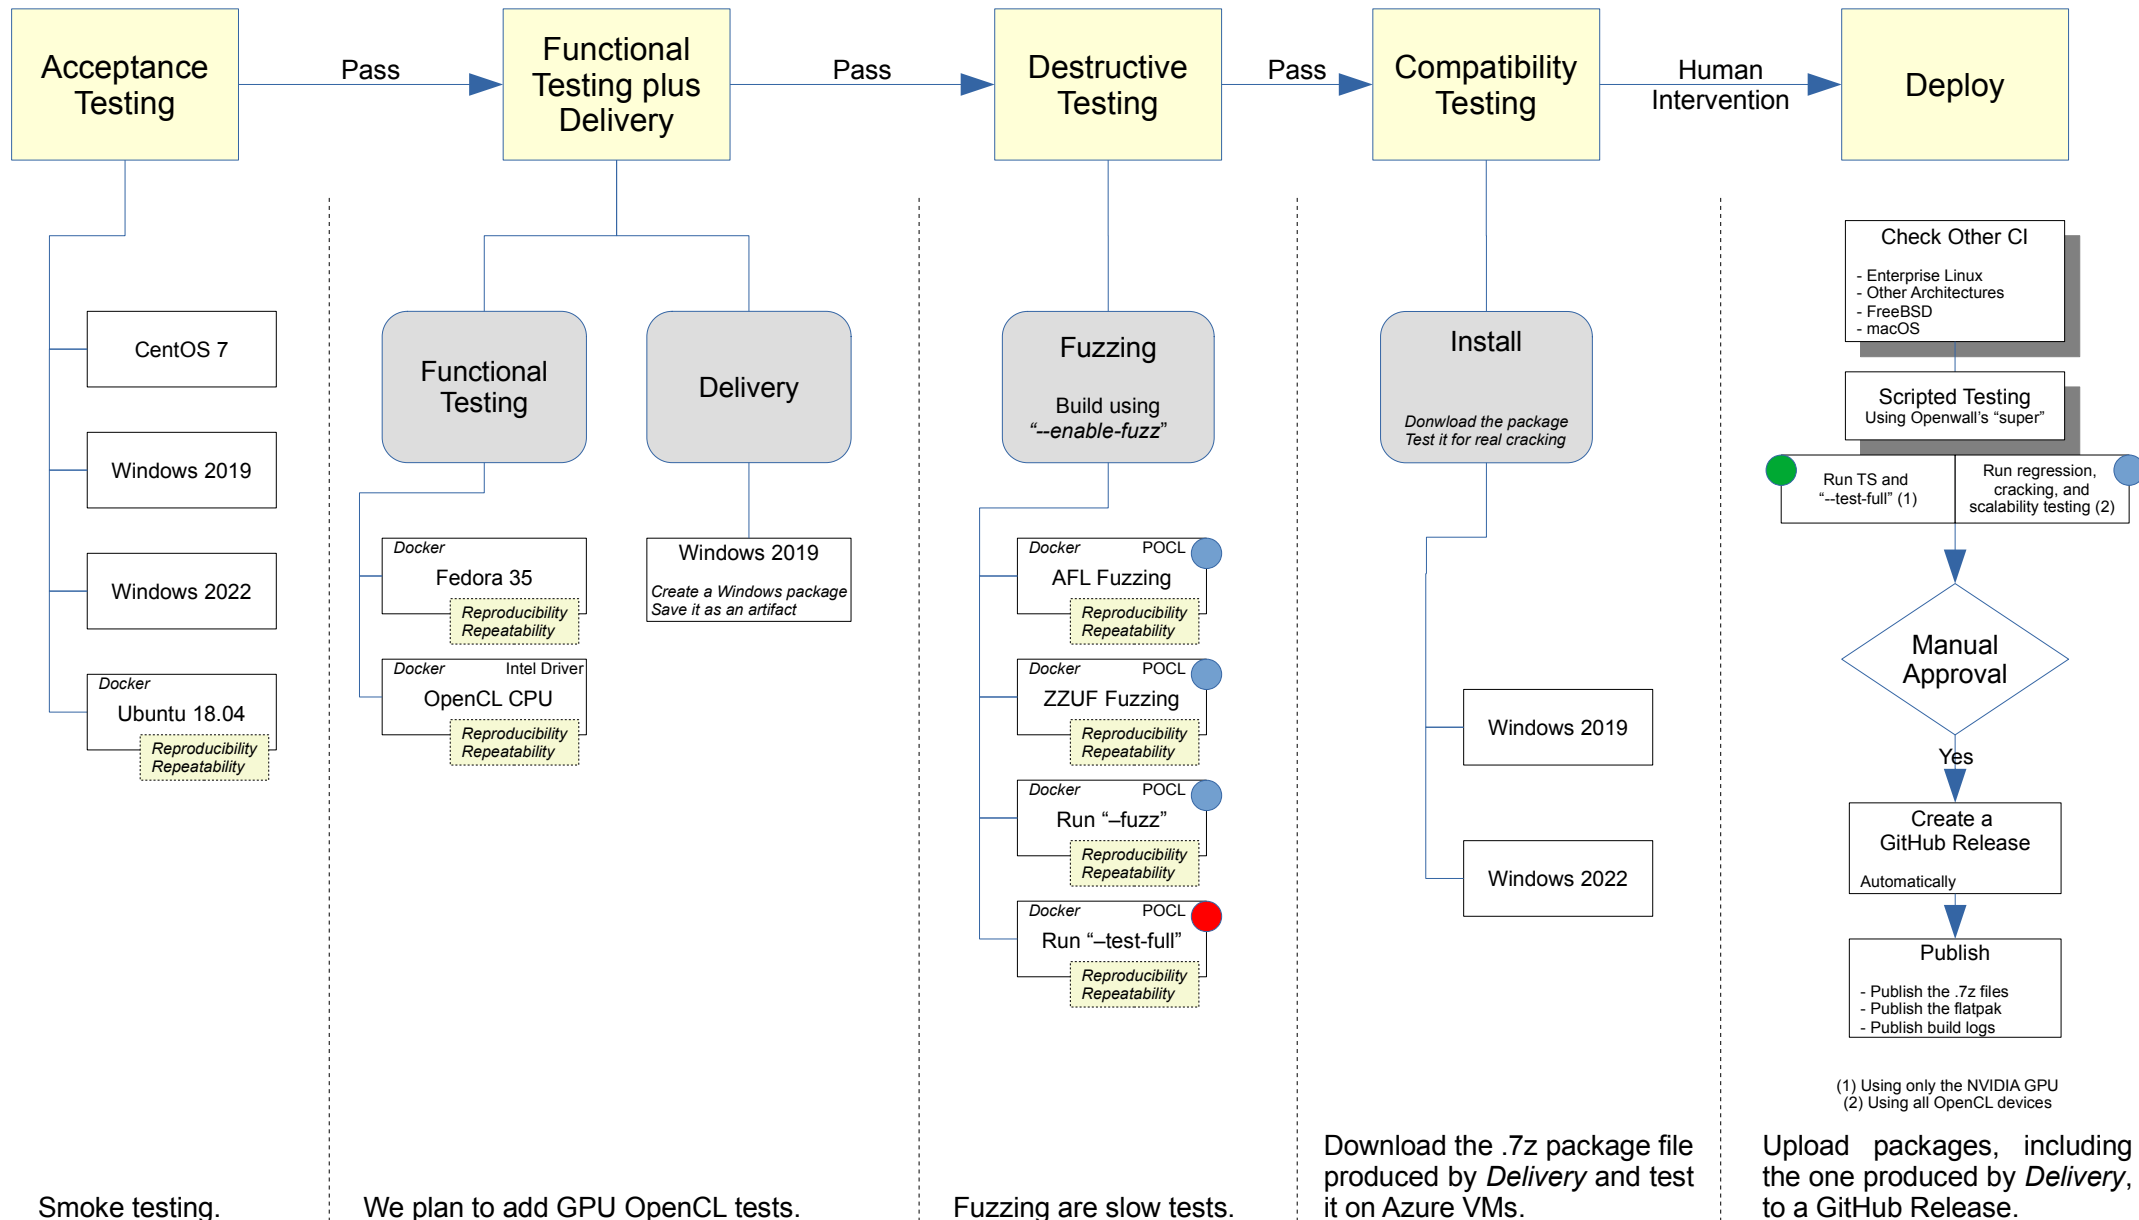 Acceptance
Testing
Pass
Functional
Testing plus
Delivery
Pass
Destructive
Testing
Pass
Compatibility
Testing
Human
Intervention
Deploy
CentOS 7
Windows 2019
Windows 2022
Docker
Ubuntu 18.04
Reproducibility
Repeatability
Smoke testing.
Functional
Testing
Docker
Fedora 35
Reproducibility
Repeatability
Docker Intel Driver
OpenCL CPU
Reproducibility
Repeatability
Delivery
Windows 2019
Create a Windows package
Save it as an artifact
We plan to add GPU OpenCL tests.
Fuzzing
Build using
“--enable-fuzz”
Docker POCL
AFL Fuzzing
Reproducibility
Repeatability
Docker POCL
ZZUF Fuzzing
Reproducibility
Repeatability
Docker POCL
Run “–fuzz”
Reproducibility
Repeatability
Docker POCL
Run “–test-full”
Reproducibility
Repeatability
Fuzzing are slow tests.
Install
Donwload the package
Test it for real cracking
Windows 2019
Windows 2022
Download the .7z package file
produced by Delivery and test
it on Azure VMs.
Check Other CI
- Enterprise Linux
- Other Architectures
- FreeBSD
- macOS
Scripted Testing
Using Openwall’s “super”
Run TS and
“--test-full” (1)
Run regression,
cracking, and
scalability testing (2)
Manual
Approval
Yes
Create a
GitHub Release
Automatically
Publish
- Publish the .7z files
- Publish the flatpak
- Publish build logs
(1) Using only the NVIDIA GPU
(2) Using all OpenCL devices
Upload packages, including
the one produced by Delivery,
to a GitHub Release.